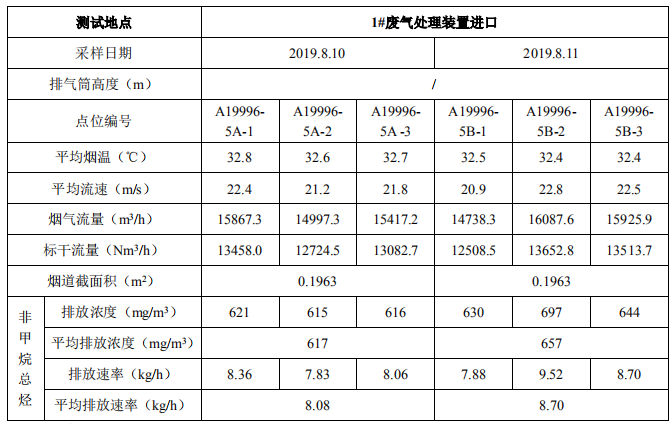 测试地点 1#废气处理装置进口
采样日期 2019.8.10 2019.8.11
排气筒高度（m） /
点位编号 A19996-5A-1 A19996-5A-2 A19996-5A -3 A19996-5B-1 A19996-5B-2 A19996-5B-3
平均烟温（℃） 32.8 32.6 32.7 32.5 32.4 32.4
平均流速（m/s） 22.4 21.2 21.8 20.9 22.8 22.5
烟气流量（m³/h） 15867.3 14997.3 15417.2 14738.3 16087.6 15925.9
标干流量（Nm³/h） 13458.0 12724.5 13082.7 12508.5 13652.8 13513.7
烟道截面积（m²） 0.1963 0.1963
非甲烷总烃 排放浓度（mg/m³） 621 615 616 630 697 644
平均排放浓度（mg/m³） 617 657
排放速率（kg/h） 8.36 7.83 8.06 7.88 9.52 8.70
平均排放速率（kg/h） 8.08 8.70